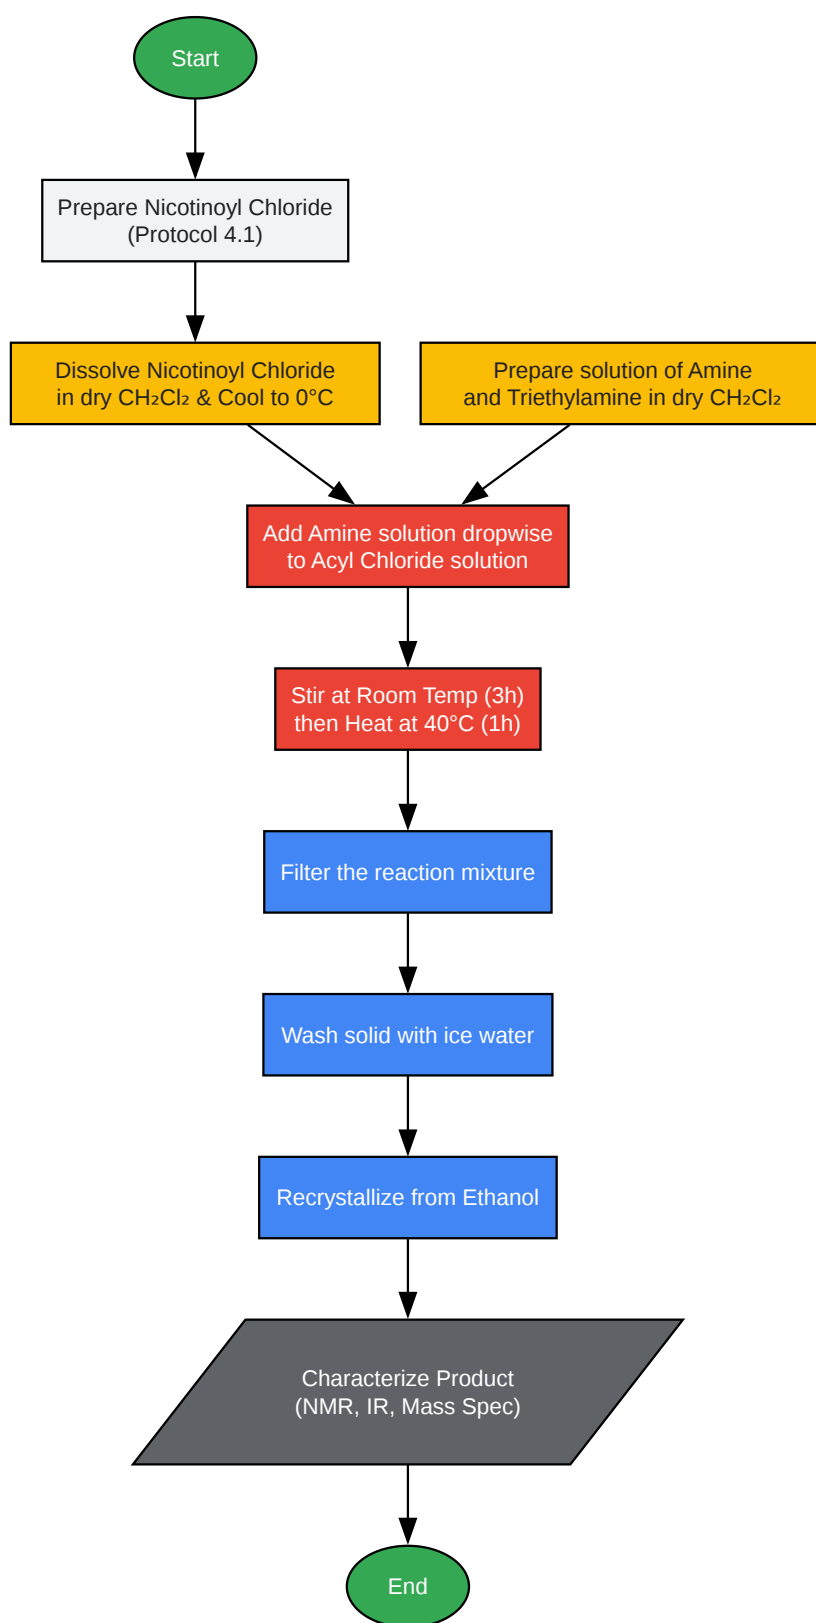 Start
Prepare Nicotinoyl Chloride
(Protocol 4.1)
Dissolve Nicotinoyl Chloride
in dry CH₂Cl₂ & Cool to 0°C
Prepare solution of Amine
and Triethylamine in dry CH₂Cl₂
Add Amine solution dropwise
to Acyl Chloride solution
Stir at Room Temp (3h)
then Heat at 40°C (1h)
Filter the reaction mixture
Wash solid with ice water
Recrystallize from Ethanol
Characterize Product
(NMR, IR, Mass Spec)
End